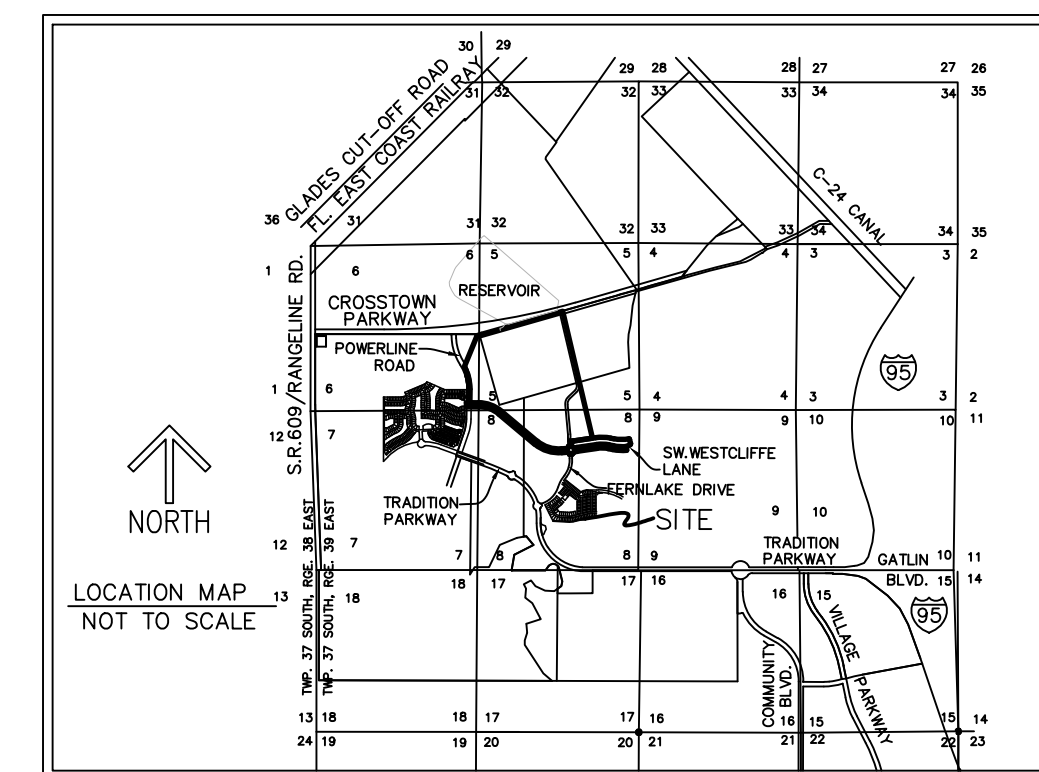 30 29
29 28
28 27
27 26
31 32
32 33
33 34
34 35
GLADES CUT-OFF ROAD
FL. EAST COAST RAILRAY
C-24 CANAL
36
31
31 32
32 33
33 34
34 35
1
6
6 5
5 4
4 3
3 2
RESERVOIR
CROSSTOWN
PARKWAY
POWERLINE
ROAD
S.R.609/RANGELINE RD.
95
1
6
5
5 4
4 3
3 2
12
7
8
8 9
9 10
10 11
SW.WESTCLIFFE
LANE
FERNLAKE DRIVE
TRADITION
PARKWAY
SITE
NORTH
9 10
12
7
7 8
8 9
TRADITION
PARKWAY
GATLIN
BLVD.
10 11
13
18
18 17
17 16
16 15
15 14
95
LOCATION MAP
NOT TO SCALE
TWP. 37 SOUTH, RGE. 38 EAST
TWP. 37 SOUTH, RGE. 39 EAST
COMMUNITY
BLVD.
VILLAGE PARKWAY
13 18
18 17
17 16
16 15
15 14
24 19
19 20
20 21
21 22
22 23